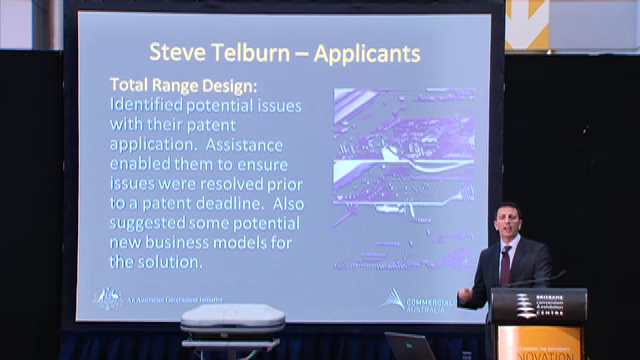 Steve Telburn – Applicants
Total Range Design:
Identified potential issues
with their patent
application. Assistance
enabled them to ensure
issues were resolved prior
to a patent deadline. Also
suggested some potential
new business models for
the solution.
An Australian Government Initiative
COMMERCIALI
AUSTRALIA
BRISBANE
convention
& exhibition
CENTRE
NOVATION